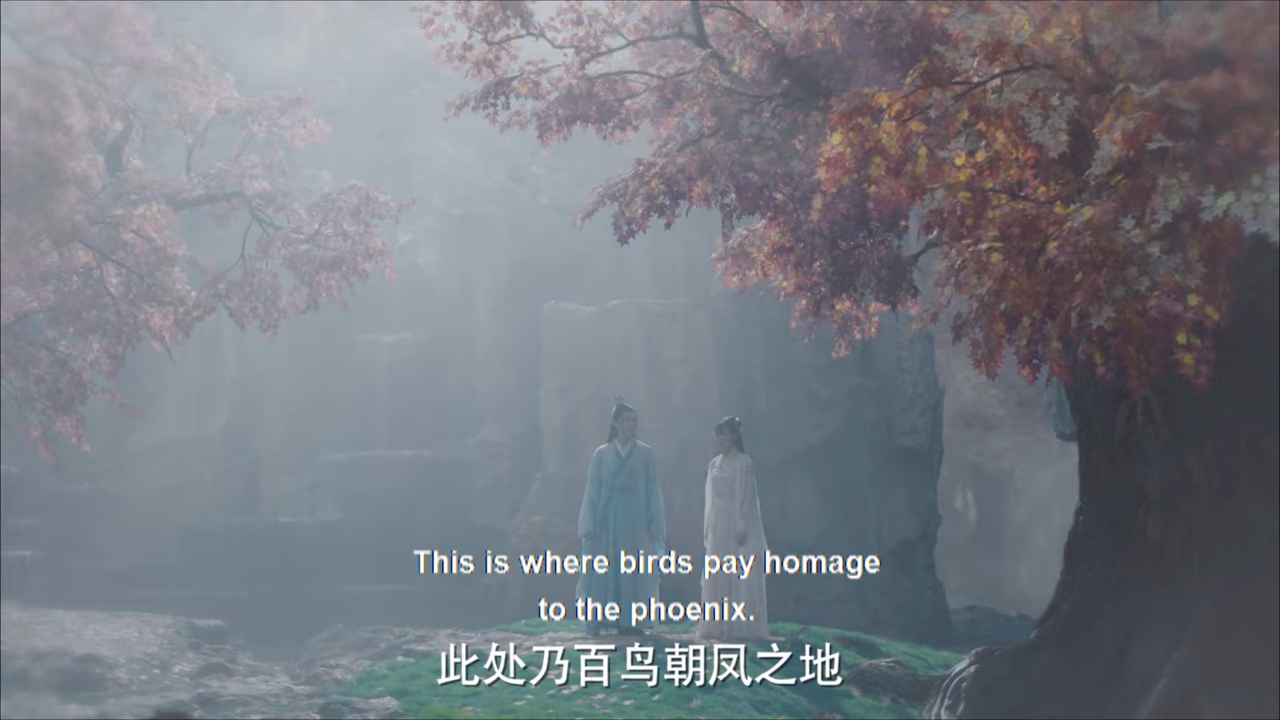 This is where birds pay homage
to the phoenix.
此处乃百鸟朝凤之地